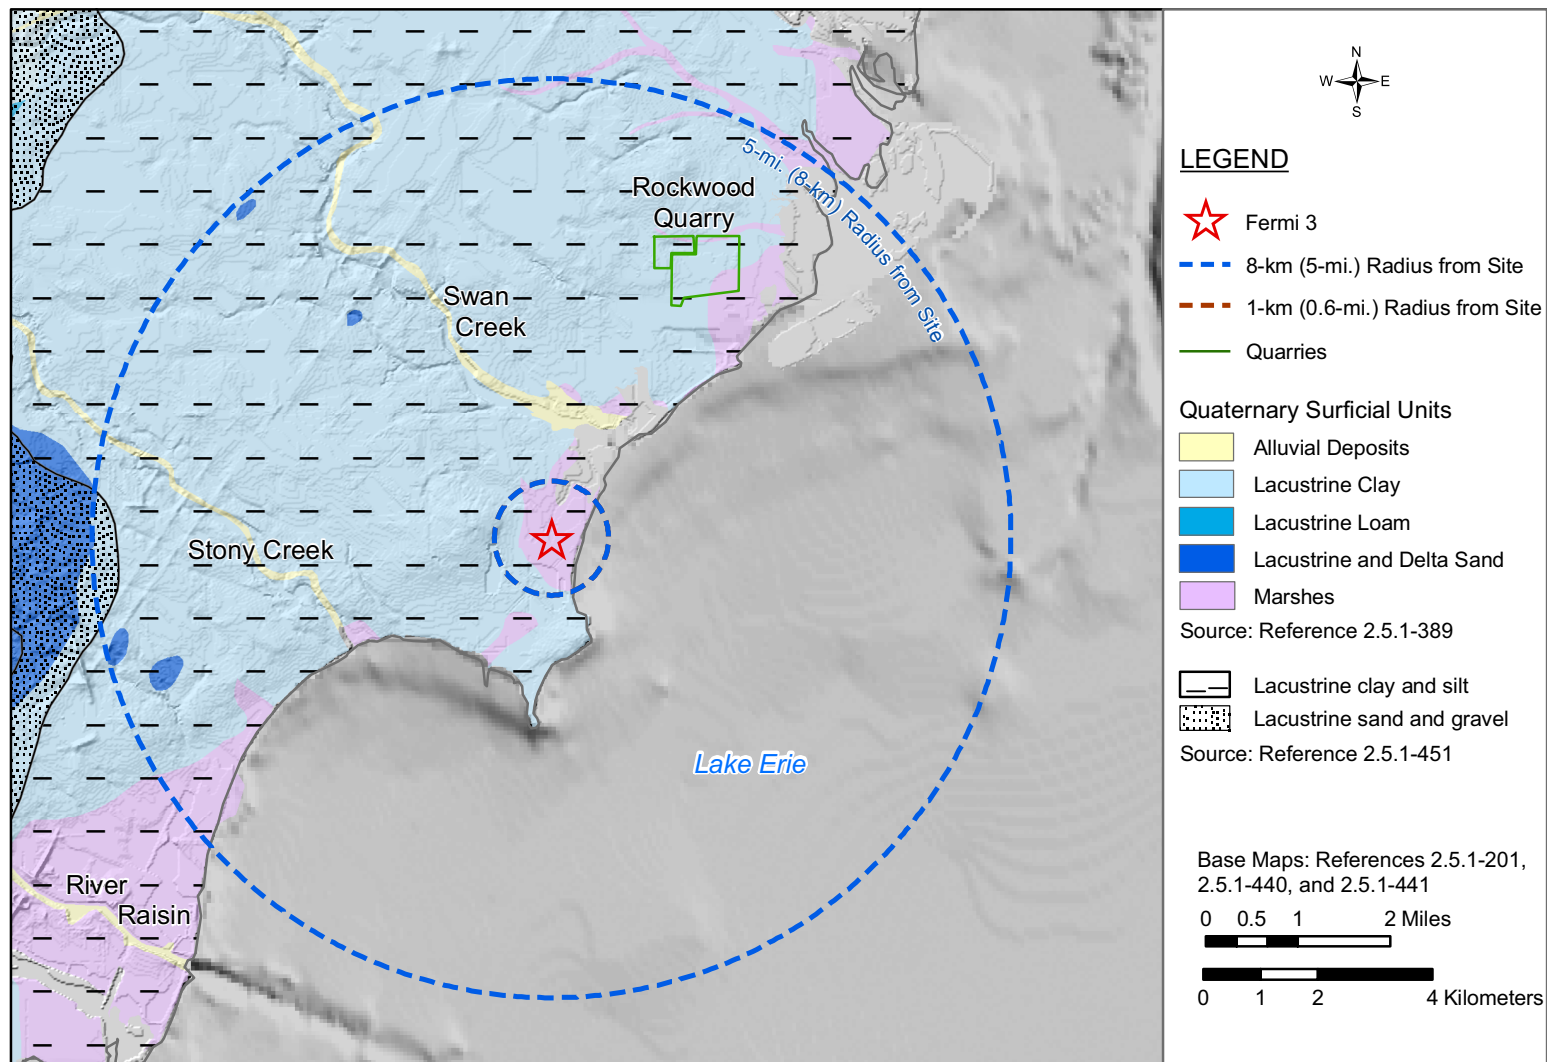 Rockwood
Quarry
5-mi. (8-km) Radius from Site
Swan
Creek
Stony Creek
Lake Erie
River
Raisin
N
W
E
S
LEGEND
Fermi 3
8-km (5-mi.) Radius from Site
1-km (0.6-mi.) Radius from Site
Quarries
Quaternary Surficial Units
Alluvial Deposits
Lacustrine Clay
Lacustrine Loam
Lacustrine and Delta Sand
Marshes
Source: Reference 2.5.1-389
Lacustrine clay and silt
Lacustrine sand and gravel
Source: Reference 2.5.1-451
Base Maps: References 2.5.1-201,
2.5.1-440, and 2.5.1-441
0 0.5 1 2 Miles
0 1 2 4 Kilometers